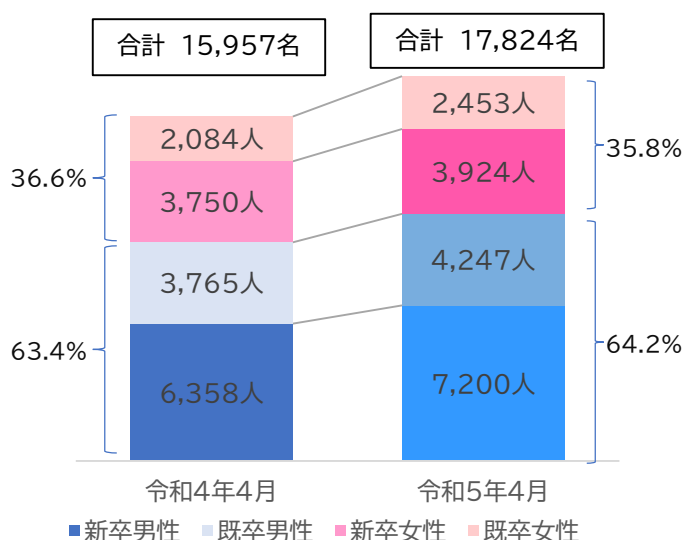 合計 15,957名
合計 17,824名
2,084人
3,750人
3,765人
6,358人
36.6%
63.4%
2,453人
3,924人
4,247人
7,200人
35.8%
64.2%
令和4年4月
令和5年4月
新卒男性 既卒男性 新卒女性 既卒女性